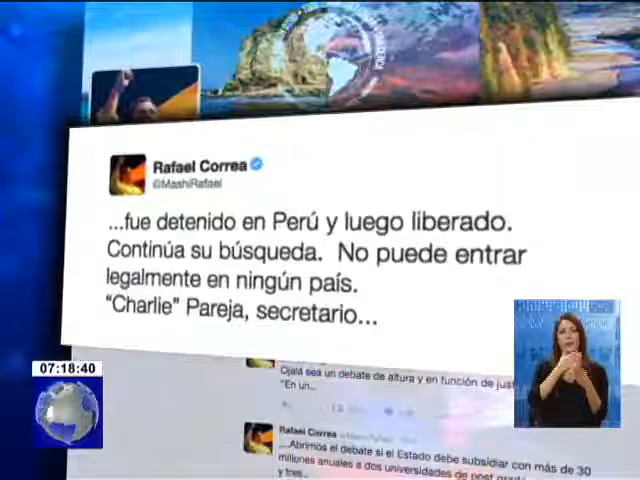 Rafael Correa
@MashiRafael
...fue detenido en Perú y luego liberado.
Continúa su búsqueda. No puede entrar
legalmente en ningún país.
"Charlie" Pareja, secretario...
07:18:40
Ojalá sea un debate de altura y en función de just
"En un...
Rafael Correa
....Abrimos el debate si el Estado debe subsidiar con más de 30
millones anuales a dos universidades de post
y tres...